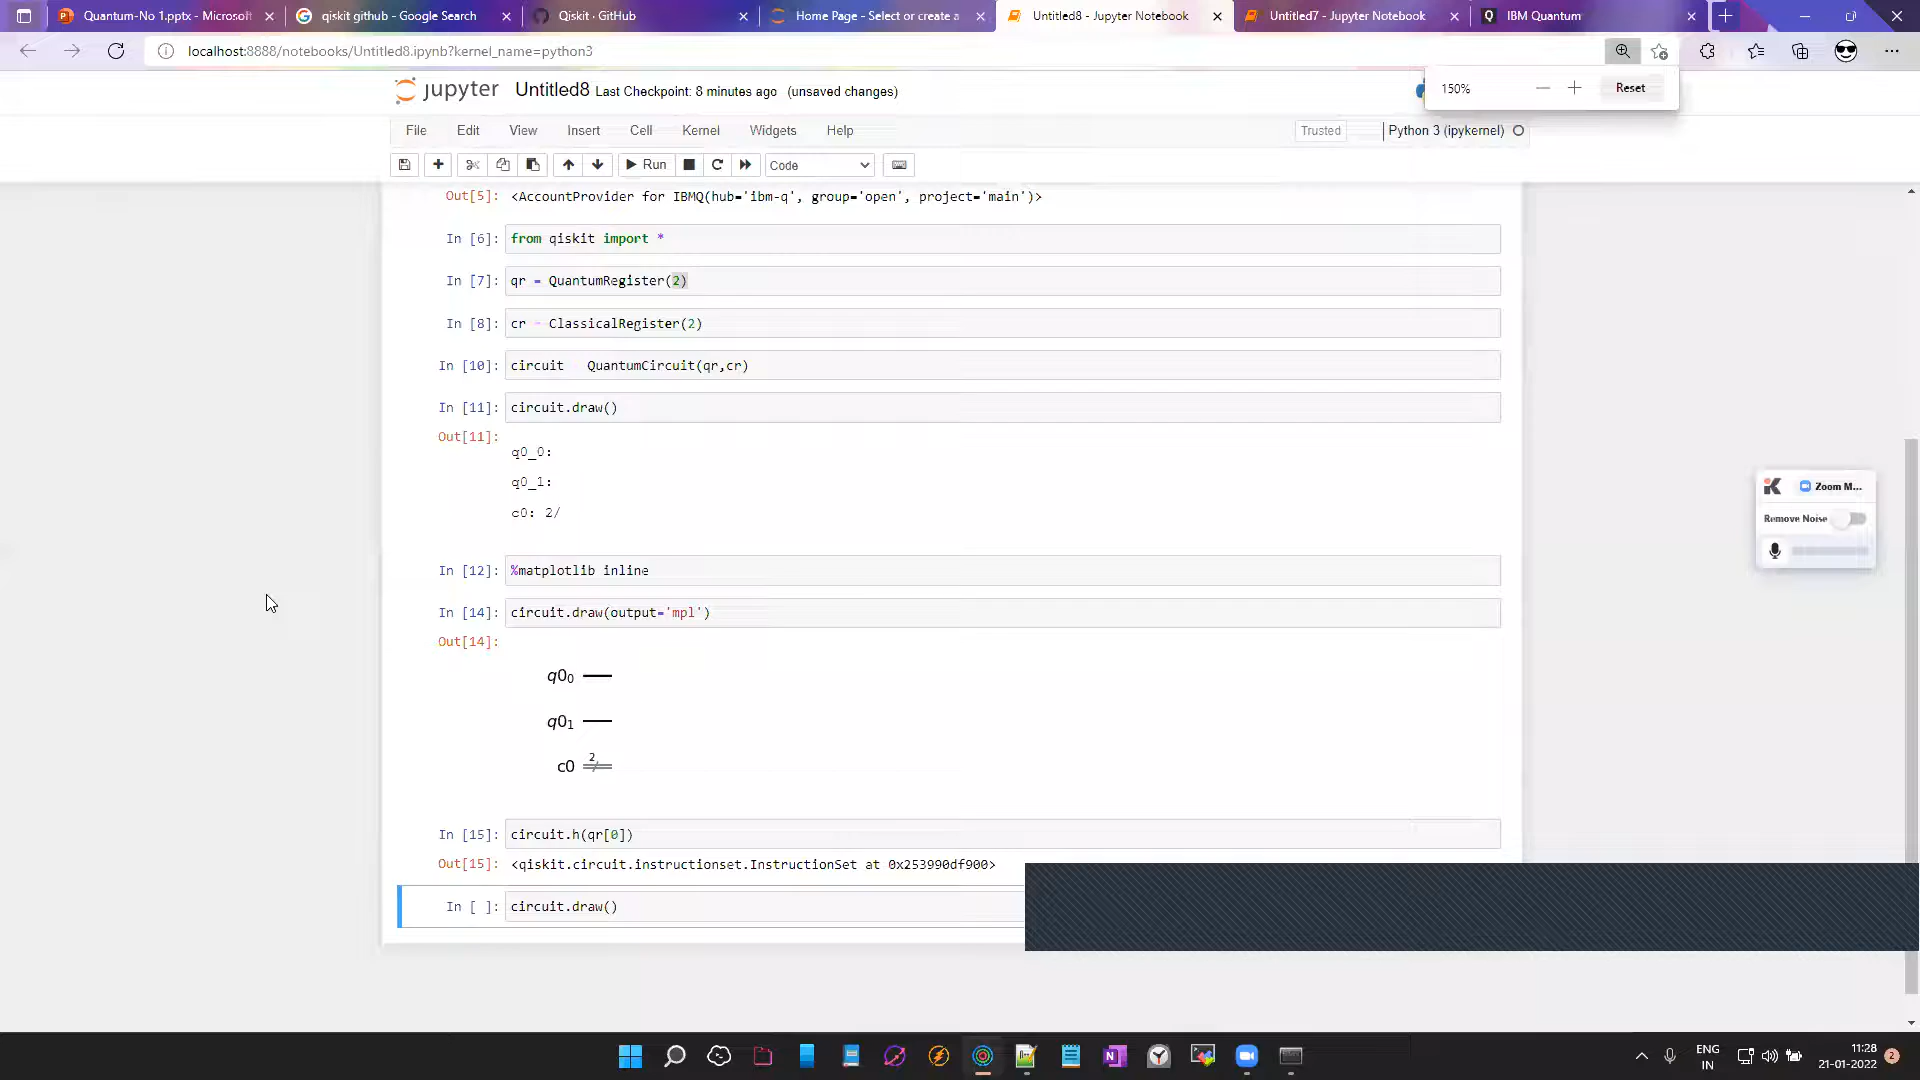 Quantum-No 1.pptx - Microsoft
qiskit github - Google Search
Qiskit · GitHub
Home Page - Select or create a
Untitled8 - Jupyter Notebook
Untitled7 - Jupyter Notebook
IBM Quantum
localhost:8888/notebooks/Untitled8.ipynb?kernel_name=python3
150%
Reset
jupyter Untitled8 Last Checkpoint: 8 minutes ago (unsaved changes)
File Edit View Insert Cell Kernel Widgets Help
Trusted
Python 3 (ipykernel)
Run
Code
Out[5]: <AccountProvider for IBMQ(hub='ibm-q', group='open', project='main')>
In [6]: from qiskit import *
In [7]: qr = QuantumRegister(2)
In [8]: cr = ClassicalRegister(2)
In [10]: circuit QuantumCircuit(qr,cr)
In [11]: circuit.draw()
Out[11]:
q0_0:
q0_1:
c0: 2/
In [12]: %matplotlib inline
In [14]: circuit.draw(output='mpl')
Out[14]:
q0₀
q0₁
c0 2
In [15]: circuit.h(qr[0])
Out[15]: <qiskit.circuit.instructionset.InstructionSet at 0x253990df900>
In [ ]: circuit.draw()
Zoom M...
Remove Noise
ENG
IN
11:28
21-01-2022
2